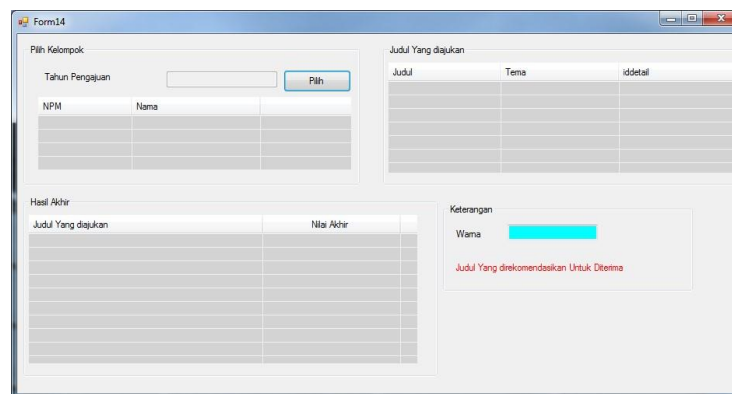 Form14
Pilih Kelompok
Tahun Pengajuan
Pilih
NPM Nama
Judul Yang diajukan
Judul Tema iddetail
Hasil Akhir
Judul Yang diajukan Nilai Akhir
Keterangan
Warna
Judul Yang direkomendasikan Untuk Diterima